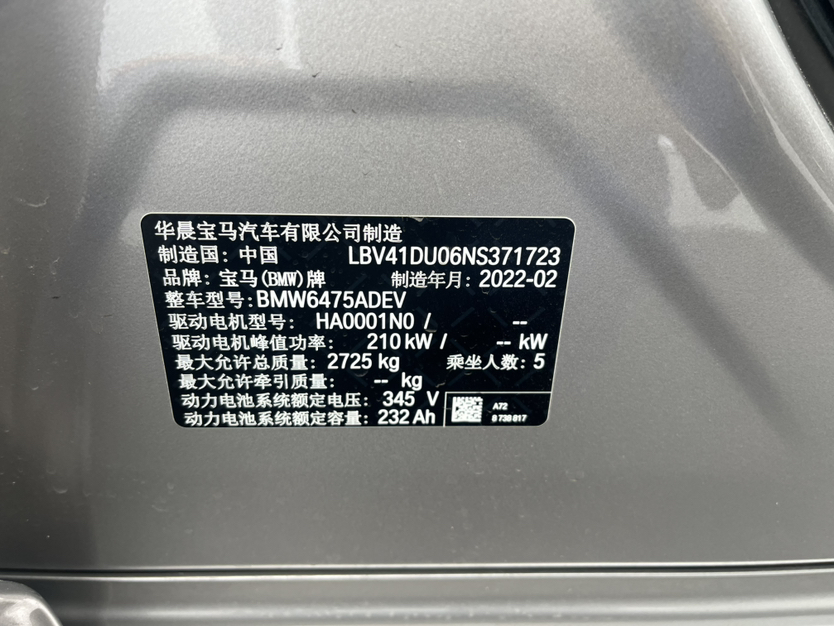 华晨宝马汽车有限公司制造
制造国：中国 LBV41DU06NS371723
品牌：宝马(BMW)牌 制造年月：2022-02
整车型号：BMW6475ADEV
驱动电机型号： HA0001N0 / --
驱动电机峰值功率： 210 kW / -- kW
最大允许总质量：2725 kg 乘坐人数：5
最大允许牵引质量： -- kg
动力电池系统额定电压：345 V
动力电池系统额定容量：232 Ah
A72
8 738 817